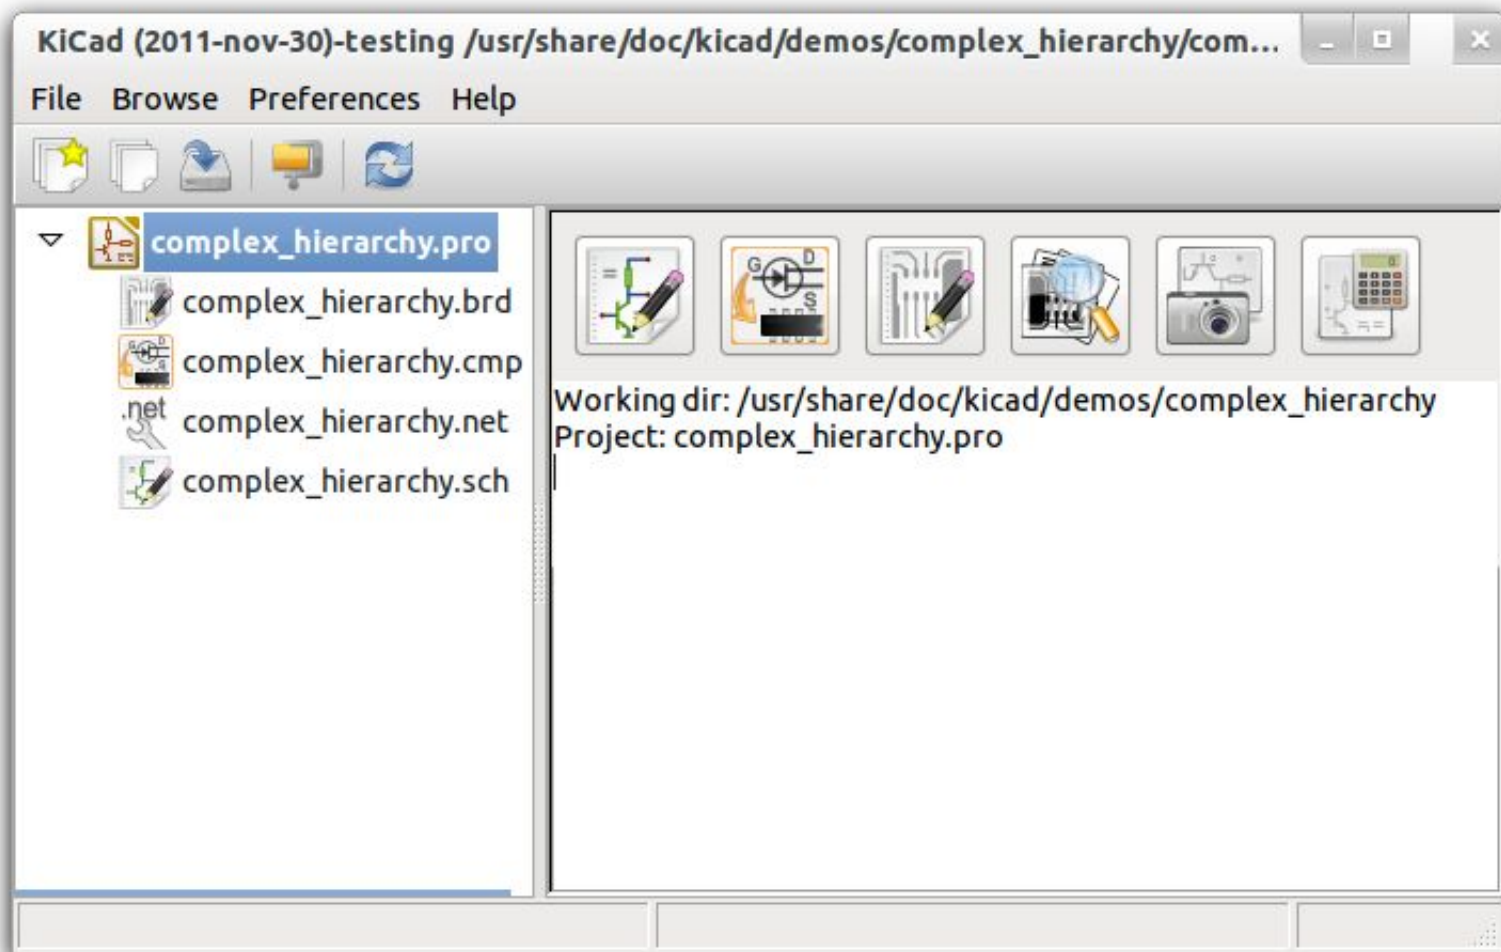 KiCad (2011-nov-30)-testing /usr/share/doc/kicad/demos/complex_hierarchy/com...
File Browse Preferences Help
complex_hierarchy.pro
complex_hierarchy.brd
complex_hierarchy.cmp
.net complex_hierarchy.net
complex_hierarchy.sch
G D S
Working dir: /usr/share/doc/kicad/demos/complex_hierarchy
Project: complex_hierarchy.pro